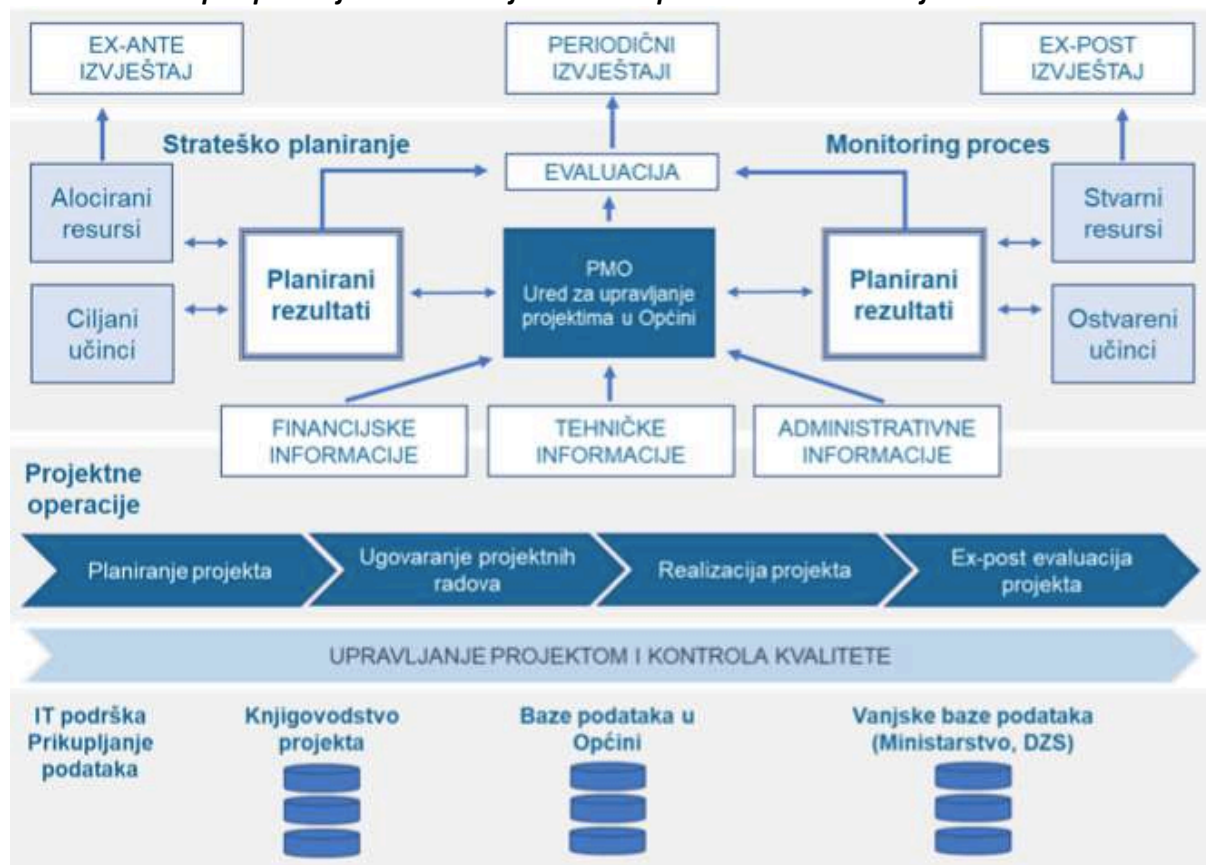 EX-ANTE
IZVJEŠTAJ
PERIODIČNI
IZVJEŠTAJI
EX-POST
IZVJEŠTAJ
Strateško planiranje
Monitoring proces
EVALUACIJA
Alocirani
resursi
Ciljani
učinci
Planirani
rezultati
PMO
Ured za upravljanje
projektima u Općini
Planirani
rezultati
Stvarni
resursi
Ostvareni
učinci
FINANCIJSKE
INFORMACIJE
TEHNIČKE
INFORMACIJE
ADMINISTRATIVNE
INFORMACIJE
Projektne
operacije
Planiranje projekta
Ugovaranje projektnih
radova
Realizacija projekta
Ex-post evaluacija
projekta
UPRAVLJANJE PROJEKTOM I KONTROLA KVALITETE
IT podrška
Prikupljanje
podataka
Knjigovodstvo
projekta
Baze podataka u
Općini
Vanjske baze podataka
(Ministarstvo, DZS)